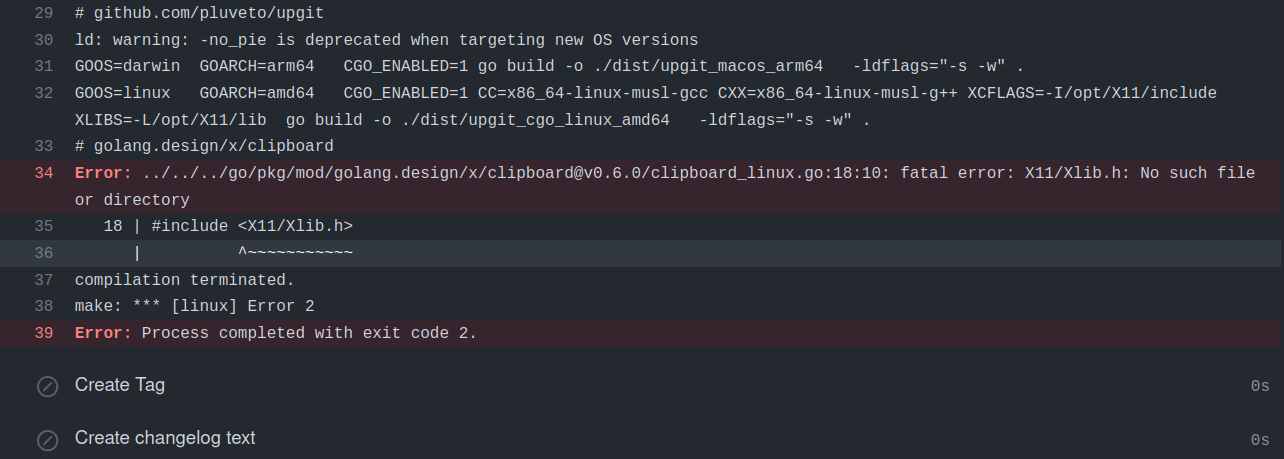 29 # github.com/pluveto/upgit
30 ld: warning: -no_pie is deprecated when targeting new OS versions
31 GOOS=darwin  GOARCH=arm64   CGO_ENABLED=1 go build -o ./dist/upgit_macos_arm64   -ldflags="-s -w" .
32 GOOS=linux   GOARCH=amd64   CGO_ENABLED=1 CC=x86_64-linux-musl-gcc CXX=x86_64-linux-musl-g++ XCFLAGS=-I/opt/X11/include
XLIBS=-L/opt/X11/lib  go build -o ./dist/upgit_cgo_linux_amd64   -ldflags="-s -w" .
33 # golang.design/x/clipboard
34 Error: ../../../go/pkg/mod/golang.design/x/clipboard@v0.6.0/clipboard_linux.go:18:10: fatal error: X11/Xlib.h: No such file
or directory
35    18 | #include <X11/Xlib.h>
36       |          ^~~~~~~~~~~~
37 compilation terminated.
38 make: *** [linux] Error 2
39 Error: Process completed with exit code 2.
Create Tag 0s
Create changelog text 0s